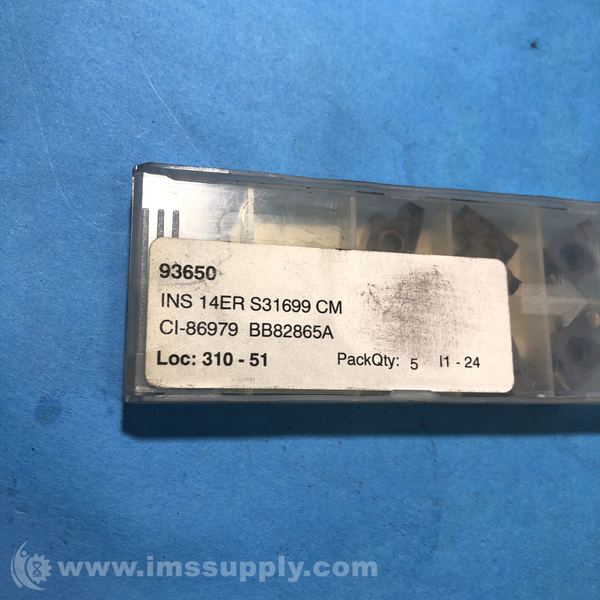 93650
INS 14ER S31699 CM
CI-86979 BB82865A
Loc: 310 - 51 PackQty: 5 I1 - 24
www.imssupply.com